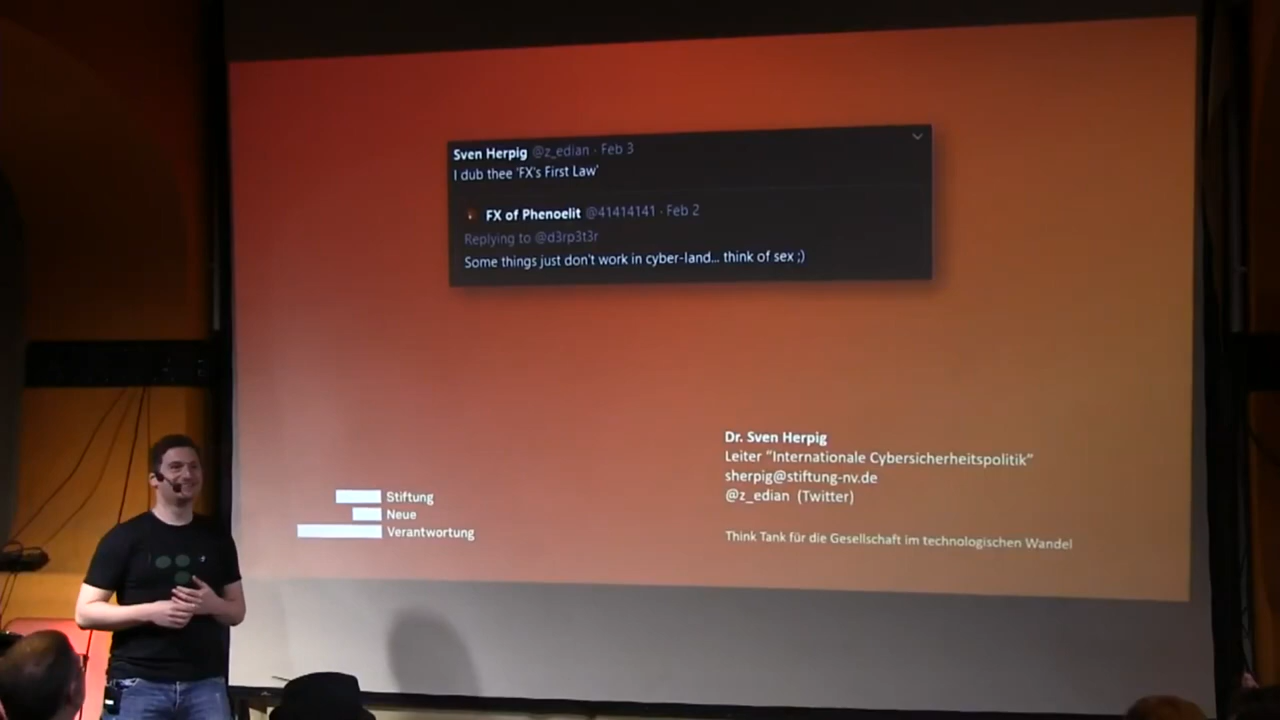 Sven Herpig @z_edian · Feb 3
I dub thee 'FX's First Law'
FX of Phenoelit @41414141 · Feb 2
Replying to @d3rp3t3r
Some things just don't work in cyber-land... think of sex ;)
Dr. Sven Herpig
Leiter "Internationale Cybersicherheitspolitik"
sherpig@stiftung-nv.de
@z_edian (Twitter)
Think Tank für die Gesellschaft im technologischen Wandel
Stiftung
Neue
Verantwortung